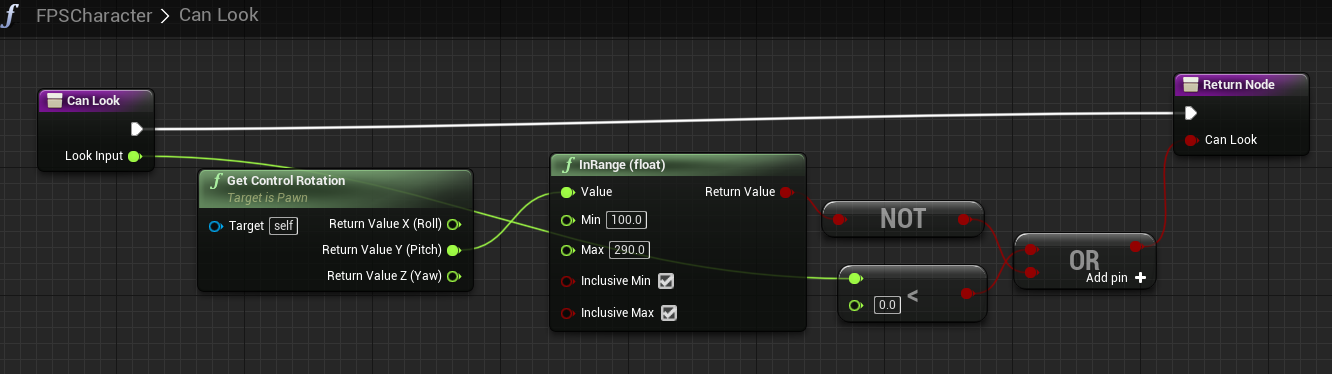 f FPSCharacter > Can Look
Can Look
Look Input
f Get Control Rotation
Target is Pawn
Target self
Return Value X (Roll)
Return Value Y (Pitch)
Return Value Z (Yaw)
f InRange (float)
Value
Return Value
Min 100.0
Max 290.0
Inclusive Min
Inclusive Max
NOT
0.0 <
OR
Add pin +
Return Node
Can Look